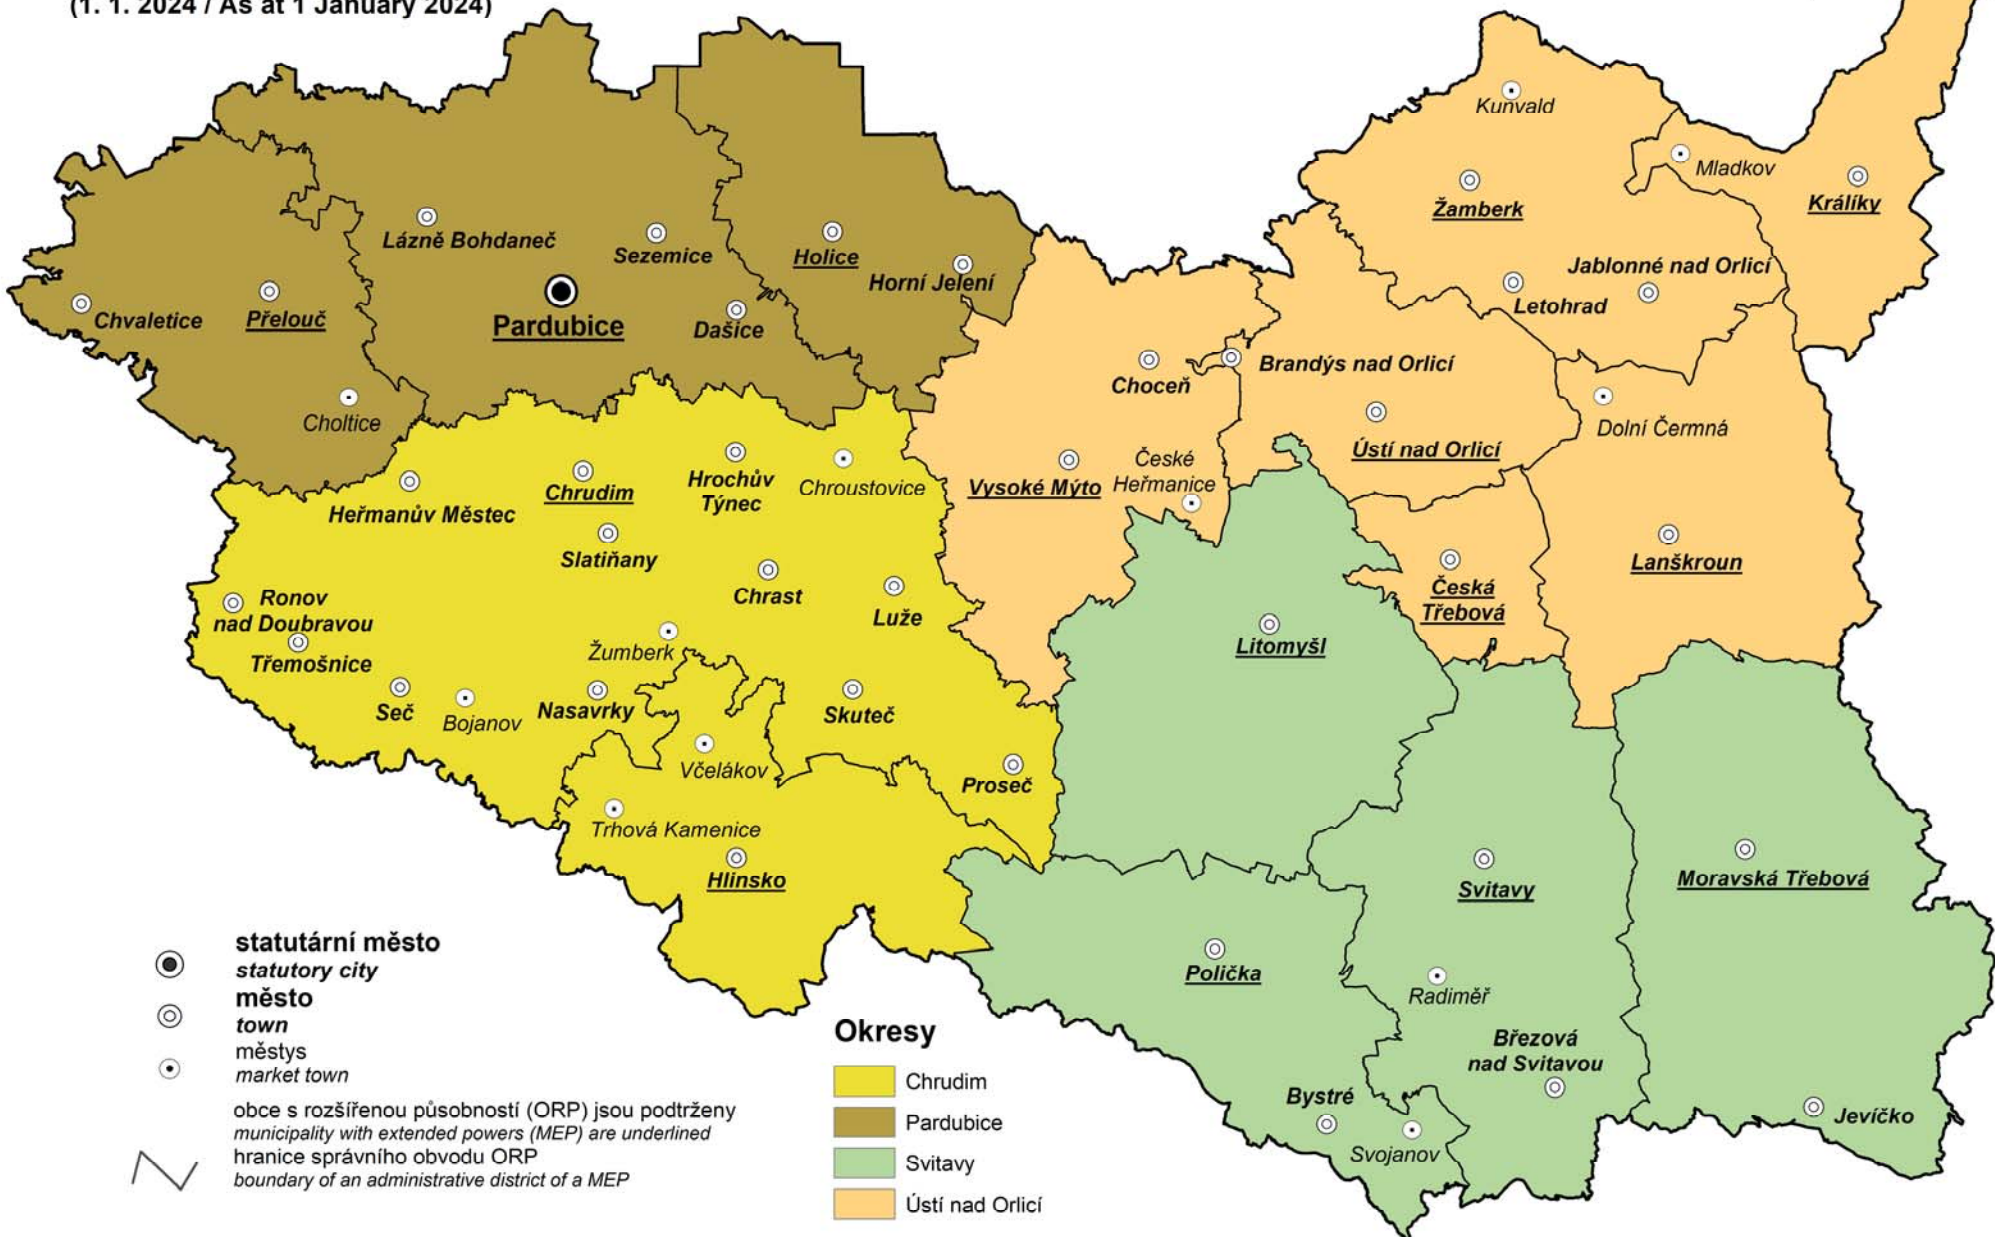 (1. 1. 2024 / As at 1 January 2024)
Kunvald
Mladkov
Žamberk
Králíky
Lázně Bohdaneč
Sezemice
Holice
Horní Jelení
Jablonné nad Orlicí
Letohrad
Chvaletice
Přelouč
Pardubice
Dašice
Choceň
Brandýs nad Orlicí
Choltice
Dolní Čermná
Ústí nad Orlicí
Heřmanův Městec
Chrudim
Hrochův
Týnec
Chroustovice
Vysoké Mýto
České
Heřmanice
Slatiňany
Lanškroun
Chrast
Luže
Česká
Třebová
Ronov
nad Doubravou
Třemošnice
Žumberk
Litomyšl
Seč
Bojanov
Nasavrky
Skuteč
Včelákov
Proseč
Trhová Kamenice
Hlinsko
Svitavy
Moravská Třebová
Polička
Radiměř
Březová
nad Svitavou
Bystré
Svojanov
Jevíčko
statutární město
statutory city
město
town
městys
market town
obce s rozšířenou působností (ORP) jsou podtrženy
municipality with extended powers (MEP) are underlined
hranice správního obvodu ORP
boundary of an administrative district of a MEP
Okresy
Chrudim
Pardubice
Svitavy
Ústí nad Orlicí